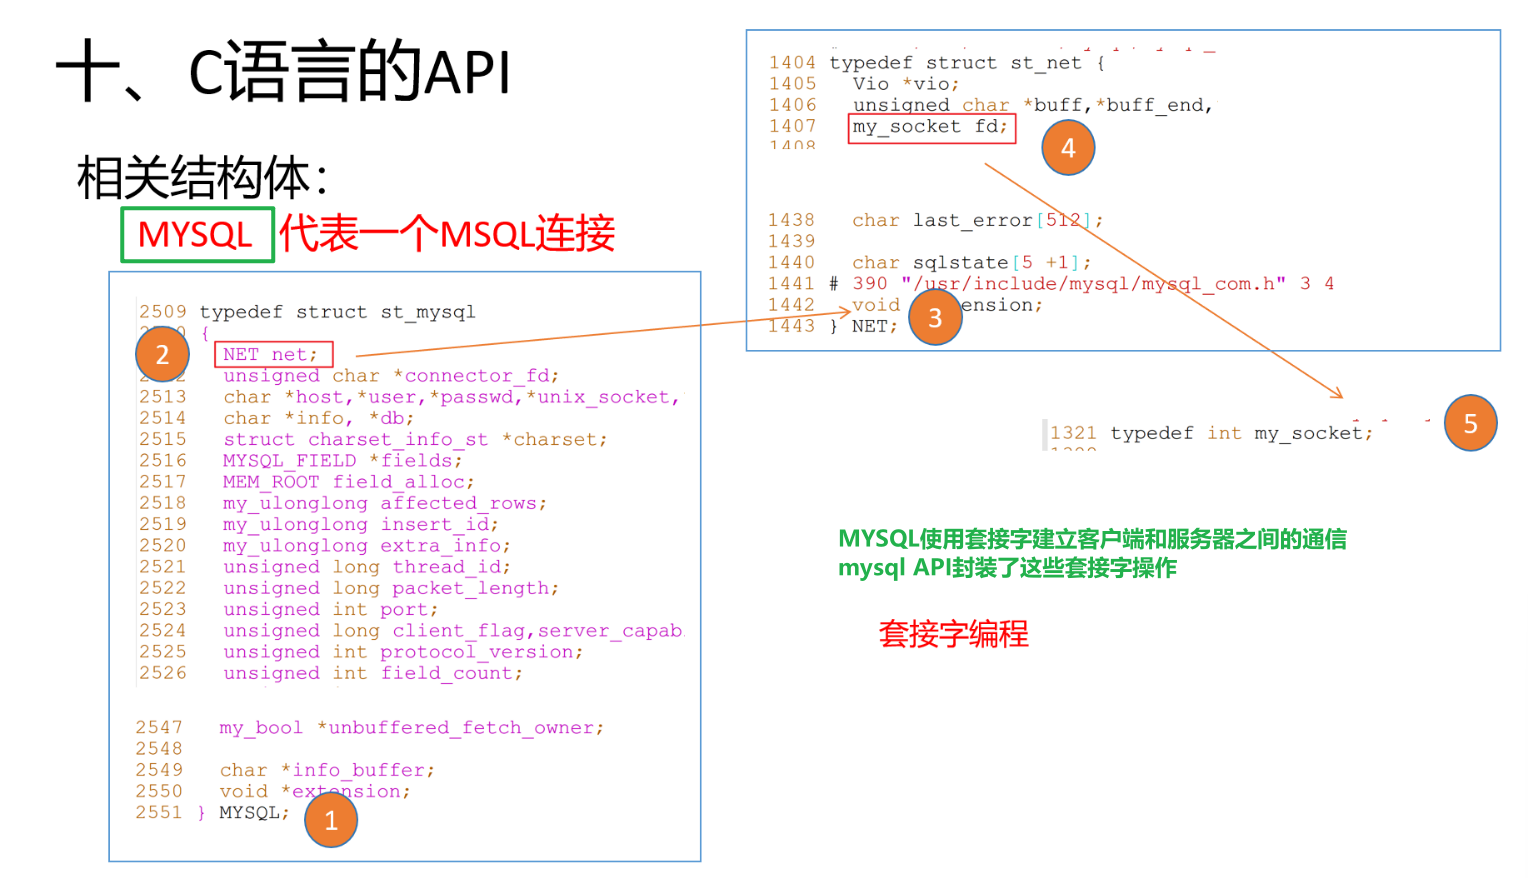 十、C语言的API
相关结构体：
MYSQL 代表一个MSQL连接
2509 typedef struct st_mysql
{
2
NET net;
unsigned char *connector_fd;
2513 char *host,*user,*passwd,*unix_socket,
2514 char *info, *db;
2515 struct charset_info_st *charset;
2516 MYSQL_FIELD *fields;
2517 MEM_ROOT field_alloc;
2518 my_ulonglong affected_rows;
2519 my_ulonglong insert_id;
2520 my_ulonglong extra_info;
2521 unsigned long thread_id;
2522 unsigned long packet_length;
2523 unsigned int port;
2524 unsigned long client_flag,server_capab
2525 unsigned int protocol_version;
2526 unsigned int field_count;
2547 my_bool *unbuffered_fetch_owner;
2548
2549 char *info_buffer;
2550 void *extension;
2551 } MYSQL;
1
1404 typedef struct st_net {
1405 Vio *vio;
1406 unsigned char *buff,*buff_end,
1407 my_socket fd;
1408
4
1438 char last_error[512];
1439
1440 char sqlstate[5 +1];
1441 # 390 "/usr/include/mysql/mysql_com.h" 3 4
1442 void ension;
3
1443 } NET;
1321 typedef int my_socket;
5
MYSQL使用套接字建立客户端和服务器之间的通信
mysql API封装了这些套接字操作
套接字编程